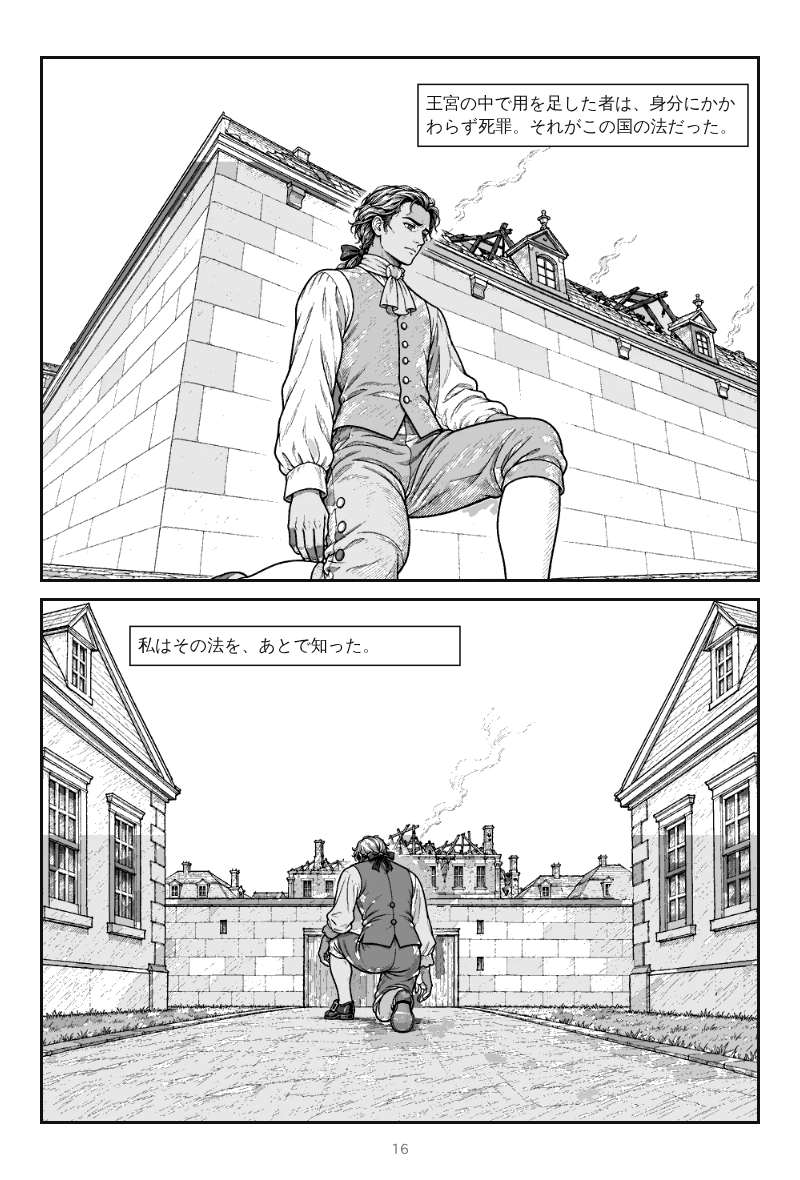 王宮の中で用を足した者は、身分にかか
わらず死罪。それがこの国の法だった。
私はその法を、あとで知った。
16